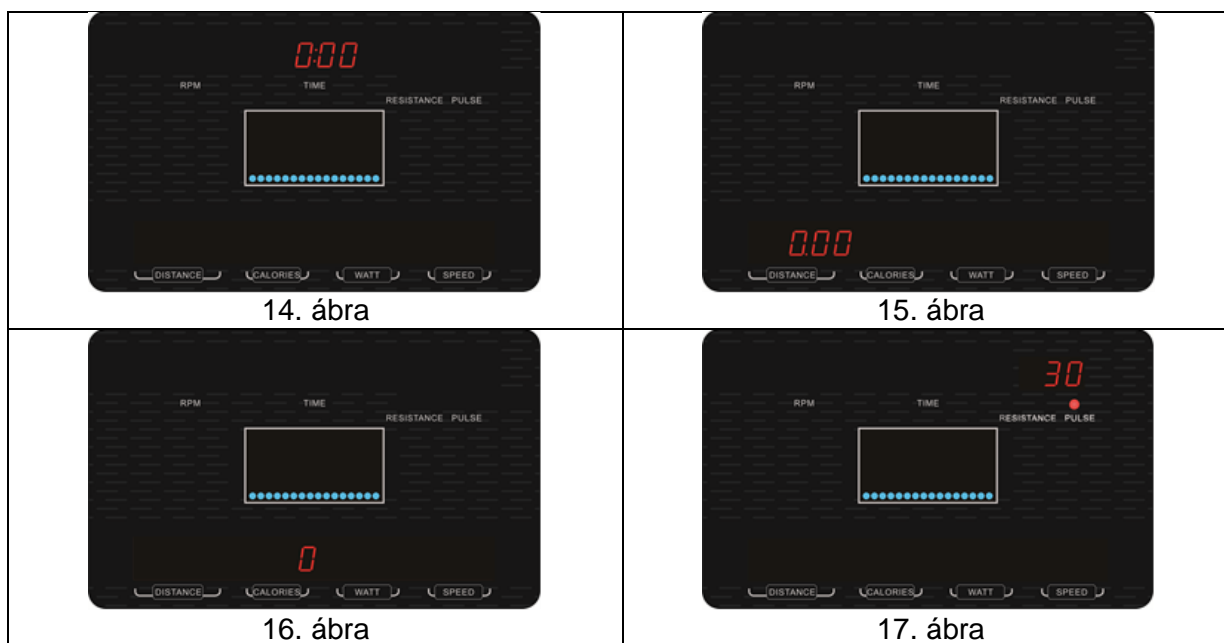 0:00
RPM TIME
RESISTANCE PULSE
DISTANCE CALORIES WATT SPEED
14. ábra
RPM TIME
RESISTANCE PULSE
0.00
DISTANCE CALORIES WATT SPEED
15. ábra
RPM TIME
RESISTANCE PULSE
0
DISTANCE CALORIES WATT SPEED
16. ábra
30
RPM TIME
RESISTANCE PULSE
DISTANCE CALORIES WATT SPEED
17. ábra